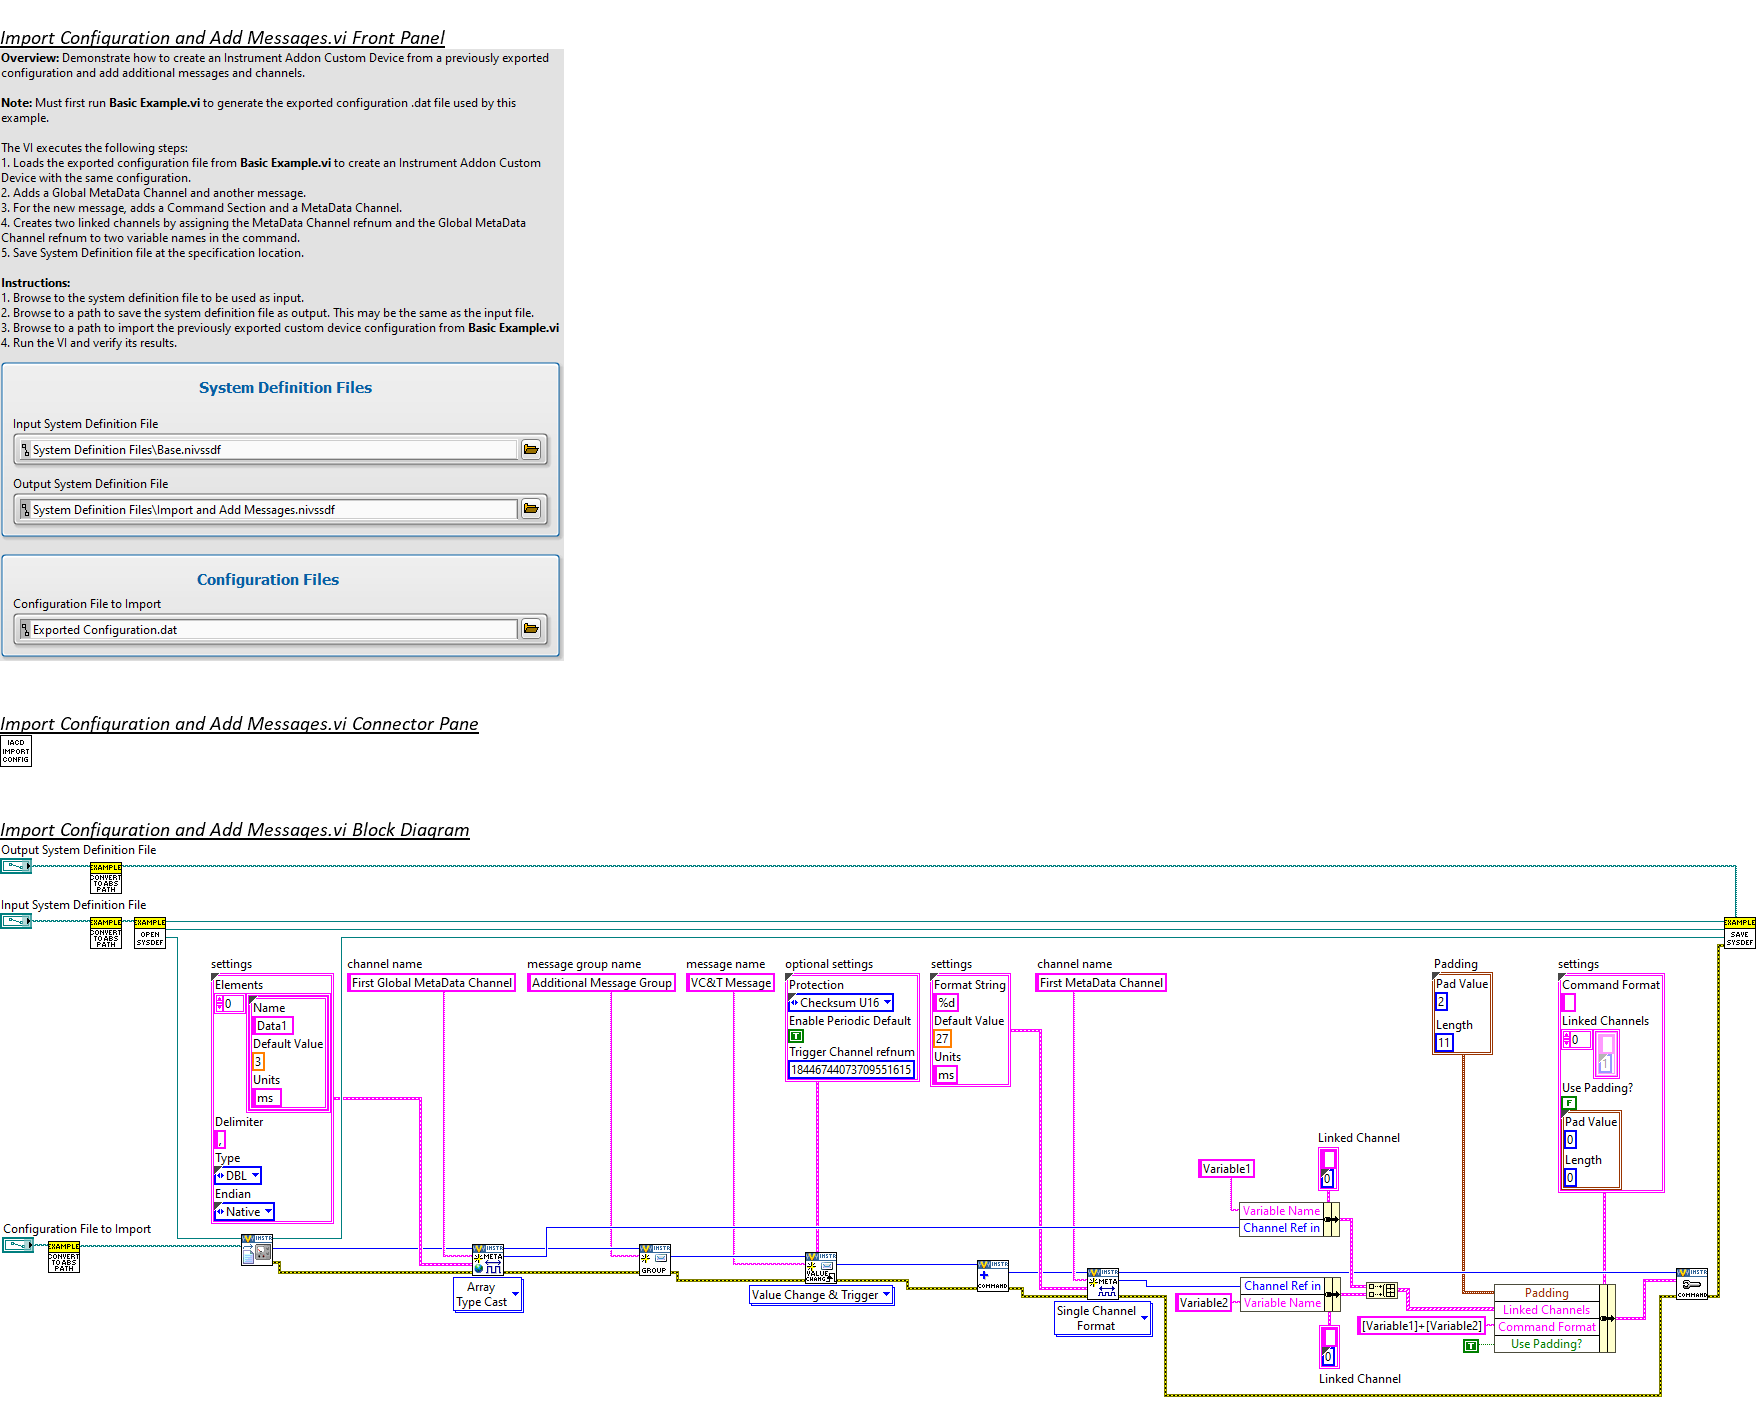 Import Configuration and Add Messages.vi Front Panel
Overview: Demonstrate how to create an Instrument Addon Custom Device from a previously exported
configuration and add additional messages and channels.
Note: Must first run Basic Example.vi to generate the exported configuration .dat file used by this
example.
The VI executes the following steps:
1. Loads the exported configuration file from Basic Example.vi to create an Instrument Addon Custom
Device with the same configuration.
2. Adds a Global MetaData Channel and another message.
3. For the new message, adds a Command Section and a MetaData Channel.
4. Creates two linked channels by assigning the MetaData Channel refnum and the Global MetaData
Channel refnum to two variable names in the command.
5. Save System Definition file at the specification location.
Instructions:
1. Browse to the system definition file to be used as input.
2. Browse to a path to save the system definition file as output. This may be the same as the input file.
3. Browse to a path to import the previously exported custom device configuration from Basic Example.vi
4. Run the VI and verify its results.
System Definition Files
Input System Definition File
System Definition Files\Base.nivssdf
Output System Definition File
System Definition Files\Import and Add Messages.nivssdf
Configuration Files
Configuration File to Import
Exported Configuration.dat
Import Configuration and Add Messages.vi Connector Pane
IACD
IMPORT
CONFIG
Import Configuration and Add Messages.vi Block Diagram
Output System Definition File
EXAMPLE
CONVERT
TO ABS
PATH
Input System Definition File
EXAMPLE
CONVERT
TO ABS
PATH
EXAMPLE
OPEN
SYSDEF
EXAMPLE
SAVE
SYSDEF
settings
Elements
0
Name
Data1
Default Value
3
Units
ms
Delimiter
,
Type
DBL
Endian
Native
channel name
First Global MetaData Channel
message group name
Additional Message Group
message name
VC&T Message
optional settings
Protection
Checksum U16
Enable Periodic Default
T
Trigger Channel refnum
18446744073709551615
settings
Format String
%d
Default Value
27
Units
ms
channel name
First MetaData Channel
Padding
Pad Value
2
Length
11
settings
Command Format
Linked Channels
0
1
Use Padding?
F
Pad Value
0
Length
0
Linked Channel
0
Variable1
Variable Name
Channel Ref in
Configuration File to Import
EXAMPLE
CONVERT
TO ABS
PATH
INSTR
INSTR
META
Array
Type Cast
INSTR
GROUP
INSTR
VALUE
CHANGE
Value Change & Trigger
INSTR
COMMAND
INSTR
META
Single Channel
Format
Channel Ref in
Variable Name
Variable2
0
Linked Channel
[Variable1]+[Variable2]
T
Padding
Linked Channels
Command Format
Use Padding?
INSTR
COMMAND